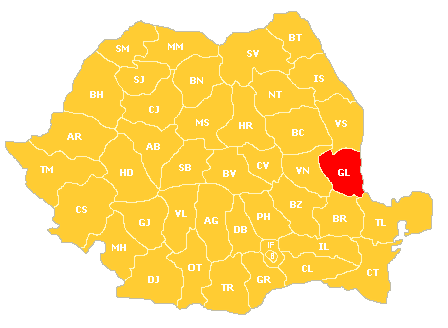 BT
SM
MM
SV
SJ
BN
IS
BH
NT
CJ
MS
HR
VS
BC
AR
AB
TM
HD
SB
BV
CV
VN
GL
CS
GJ
VL
AG
DB
PH
BZ
BR
TL
MH
IF
IL
DJ
OT
TR
GR
CL
CT